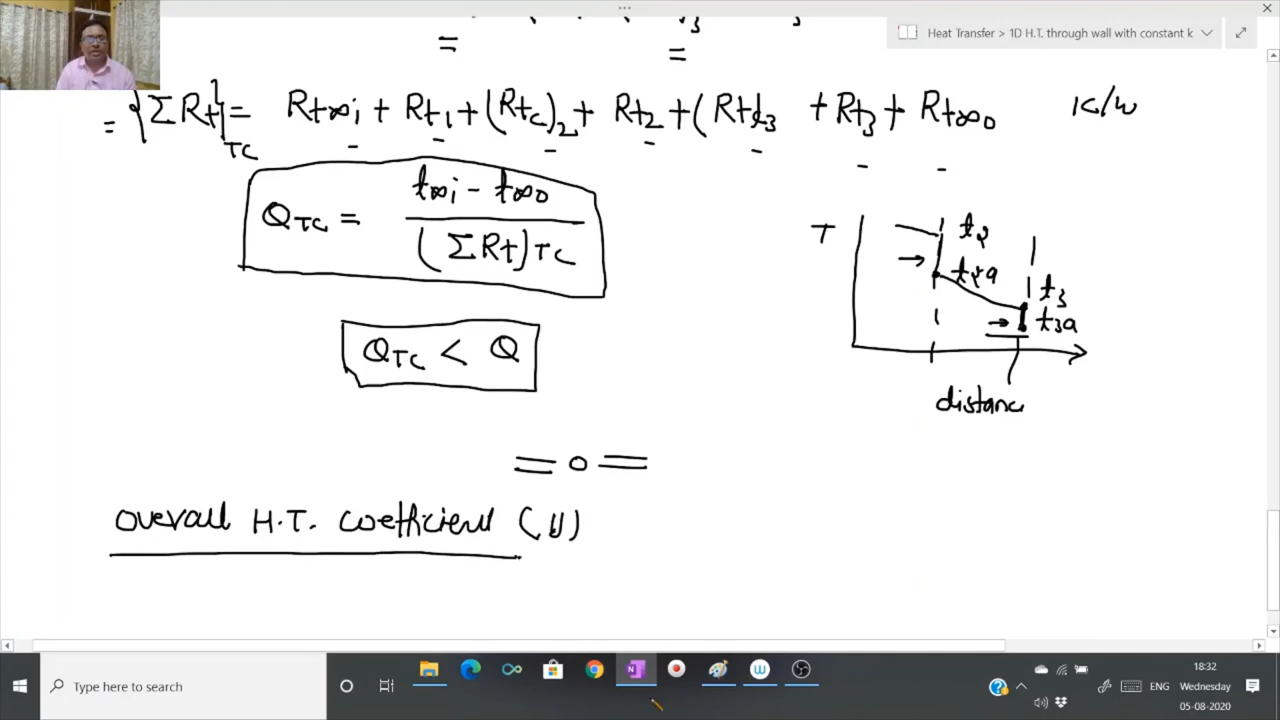 Heat Transfer > 1D H.T. through wall with constant k
= {ΣRt}TC = Rt∞i + Rt1 + (Rtc)2 + Rt2 + (Rtc3 + Rt3 + Rt∞o K/W
QTC = t∞i - t∞o / (ΣRt)TC
T
t2
t2a
t3
t3a
distance
QTC < Q
= o =
overall H.T. coefficient (U)
Type here to search
ENG
18:32
Wednesday
05-08-2020